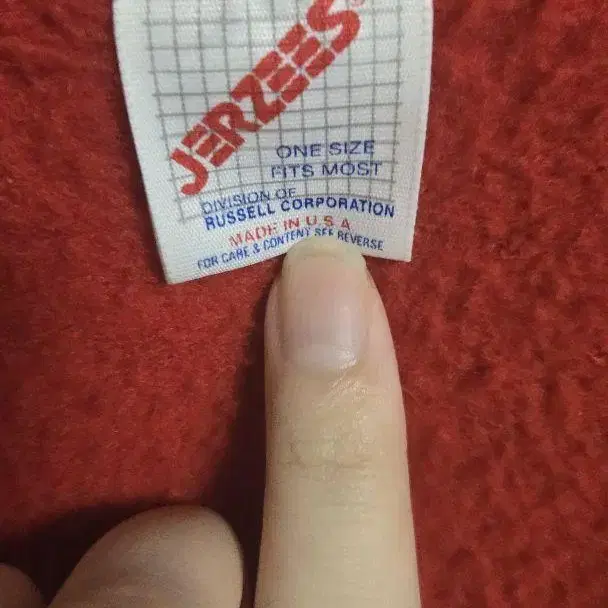 JERZEES
ONE SIZE
FITS MOST
DIVISION OF
RUSSELL CORPORATION
MADE IN U.S.A
FOR CARE & CONTENT SEE REVERSE